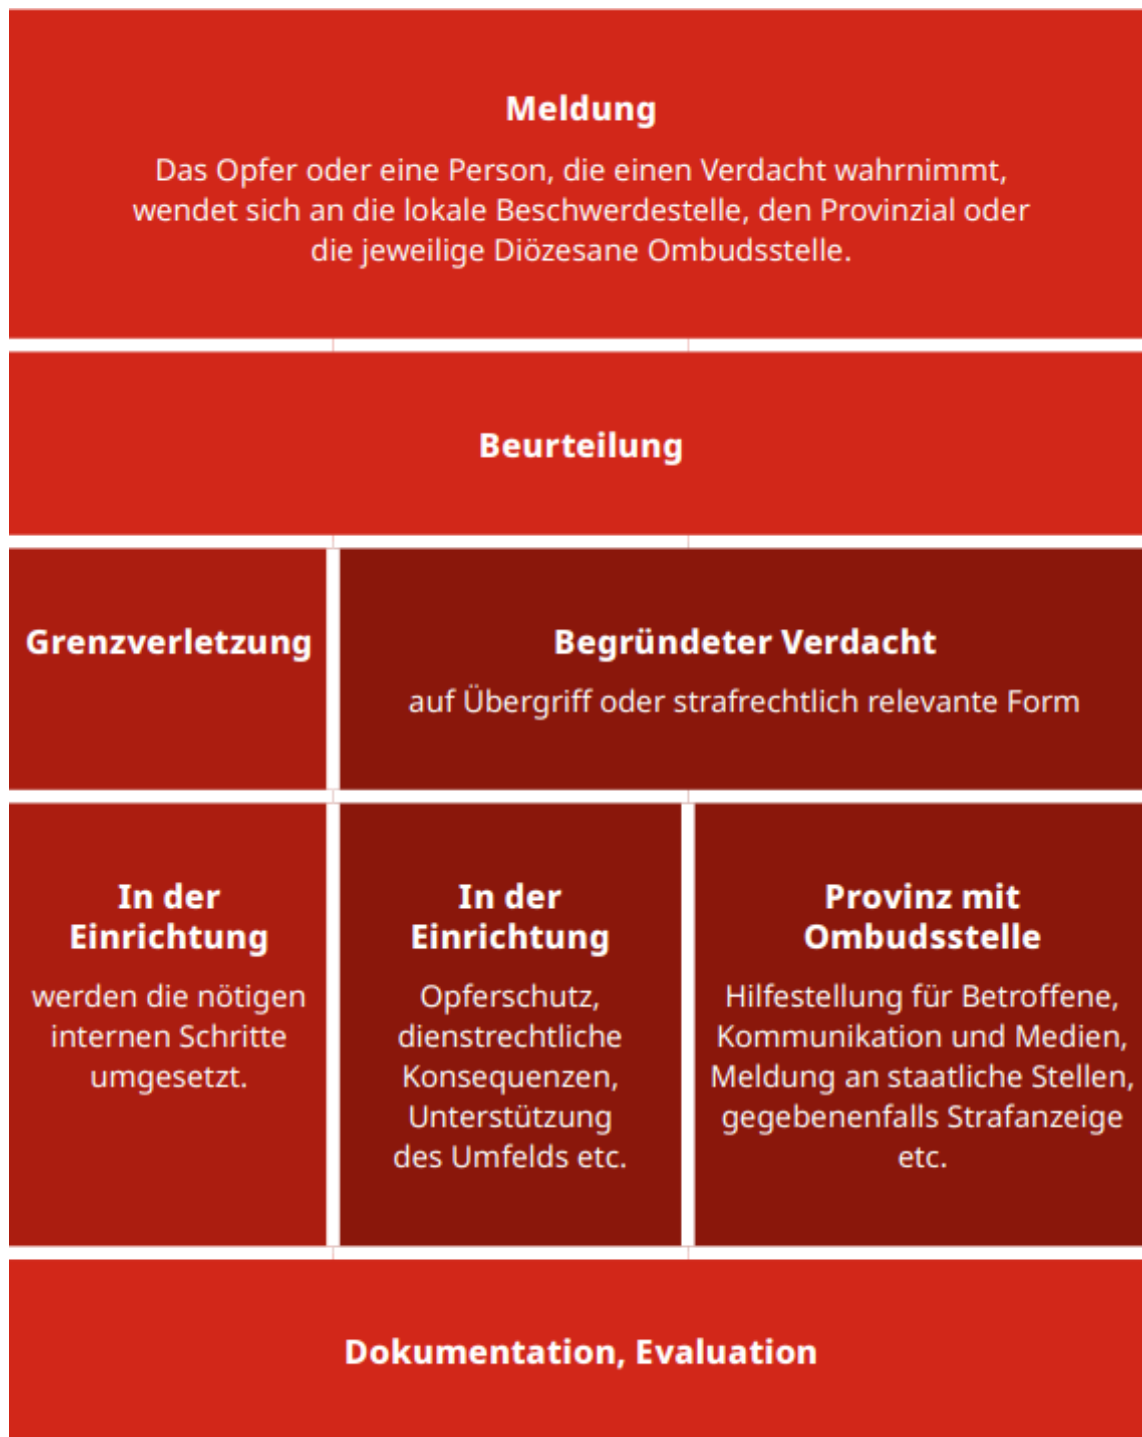 Meldung
Das Opfer oder eine Person, die einen Verdacht wahrnimmt,
wendet sich an die lokale Beschwerdestelle, den Provinzial oder
die jeweilige Diözesane Ombudsstelle.
Beurteilung
Grenzverletzung
Begründeter Verdacht
auf Übergriff oder strafrechtlich relevante Form
In der
Einrichtung
werden die nötigen
internen Schritte
umgesetzt.
In der
Einrichtung
Opferschutz,
dienstrechtliche
Konsequenzen,
Unterstützung
des Umfelds etc.
Provinz mit
Ombudsstelle
Hilfestellung für Betroffene,
Kommunikation und Medien,
Meldung an staatliche Stellen,
gegebenenfalls Strafanzeige
etc.
Dokumentation, Evaluation